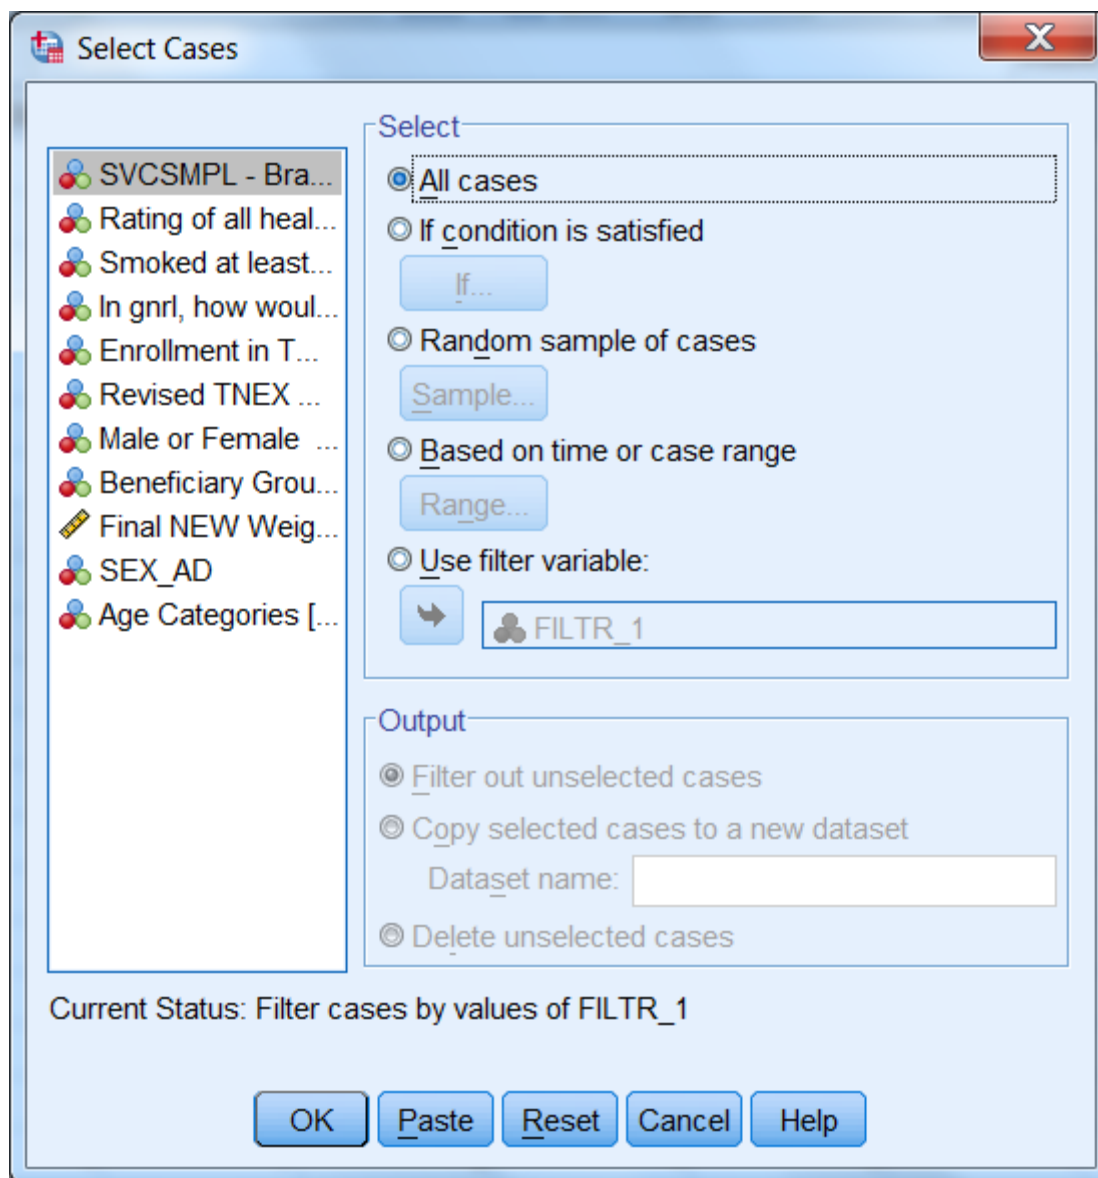 Select Cases
SVCSMPL - Bra...
Rating of all heal...
Smoked at least...
In gnrl, how woul...
Enrollment in T...
Revised TNEX ...
Male or Female ...
Beneficiary Grou...
Final NEW Weig...
SEX_AD
Age Categories [...
Select
All cases
If condition is satisfied
If...
Random sample of cases
Sample...
Based on time or case range
Range...
Use filter variable:
FILTR_1
Output
Filter out unselected cases
Copy selected cases to a new dataset
Dataset name:
Delete unselected cases
Current Status: Filter cases by values of FILTR_1
OK Paste Reset Cancel Help